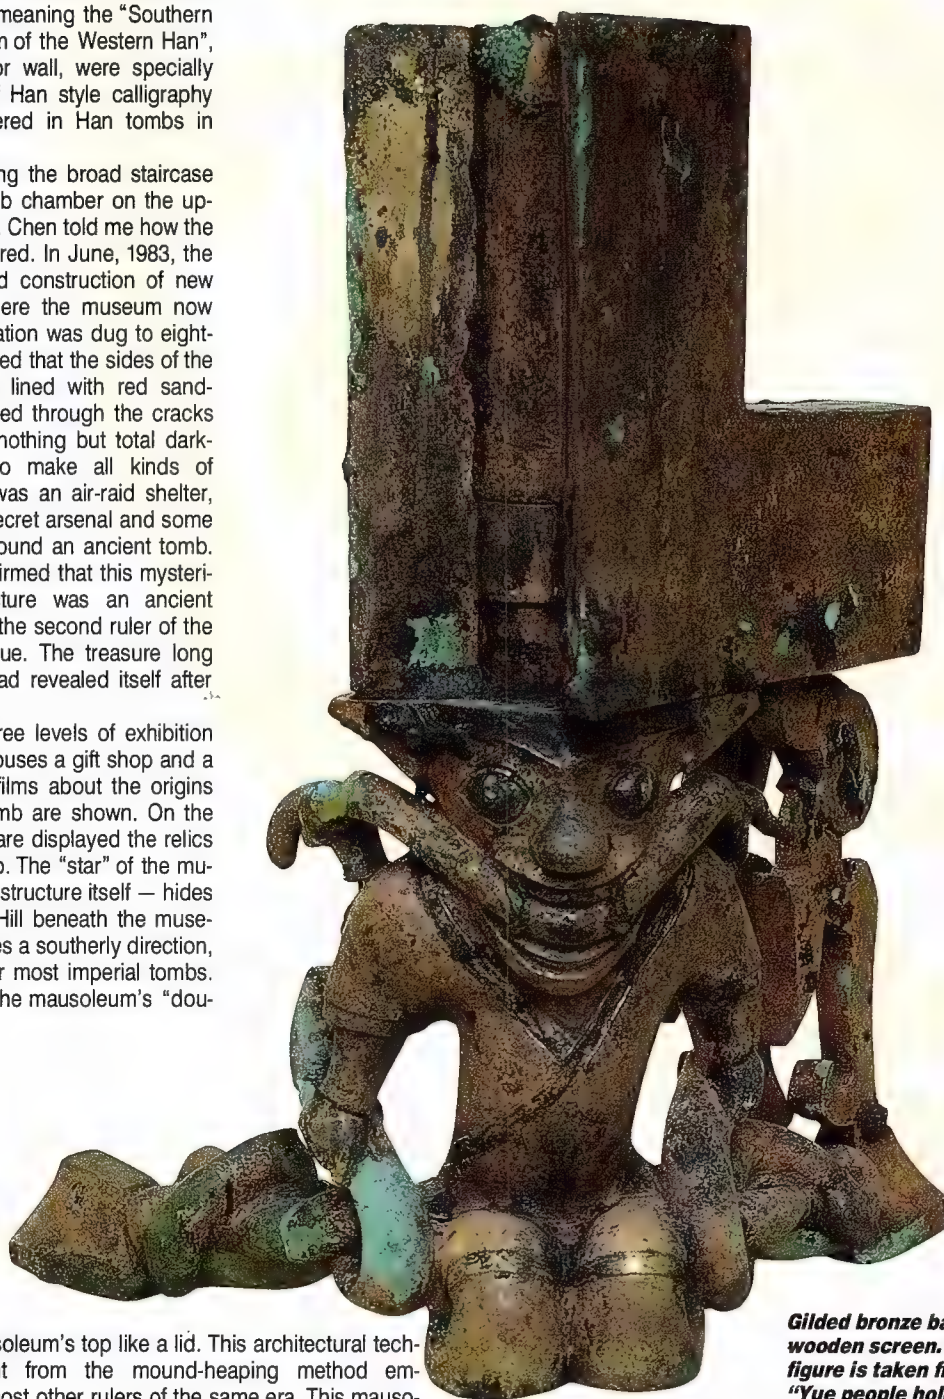 meaning the “Southern
of the Western Han”,
or wall, were specially
Han style calligraphy
ered in Han tombs in
ng the broad staircase
b chamber on the up-
Chen told me how the
red. In June, 1983, the
d construction of new
ere the museum now
ation was dug to eight-
ed that the sides of the
lined with red sand-
ed through the cracks
nothing but total dark-
o make all kinds of
was an air-raid shelter,
ecret arsenal and some
ound an ancient tomb.
irmed that this mysteri-
ture was an ancient
the second ruler of the
ue. The treasure long
ad revealed itself after
ree levels of exhibition
ouses a gift shop and a
films about the origins
mb are shown. On the
are displayed the relics
o. The “star” of the mu-
structure itself — hides
Hill beneath the muse-
es a southerly direction,
r most imperial tombs.
he mausoleum’s “dou-
soleum’s top like a lid. This architectural tech-
t from the mound-heaping method em-
ost other rulers of the same era. This mauso-
Gilded bronze ba
wooden screen.
figure is taken f
“Yue people hol